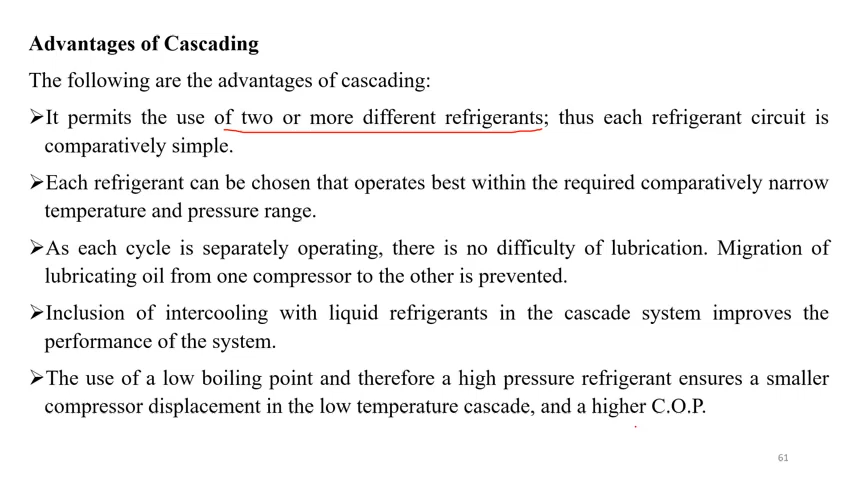 Advantages of Cascading
The following are the advantages of cascading:
➢It permits the use of two or more different refrigerants; thus each refrigerant circuit is
comparatively simple.
➢Each refrigerant can be chosen that operates best within the required comparatively narrow
temperature and pressure range.
➢As each cycle is separately operating, there is no difficulty of lubrication. Migration of
lubricating oil from one compressor to the other is prevented.
➢Inclusion of intercooling with liquid refrigerants in the cascade system improves the
performance of the system.
➢The use of a low boiling point and therefore a high pressure refrigerant ensures a smaller
compressor displacement in the low temperature cascade, and a higher C.O.P.
61